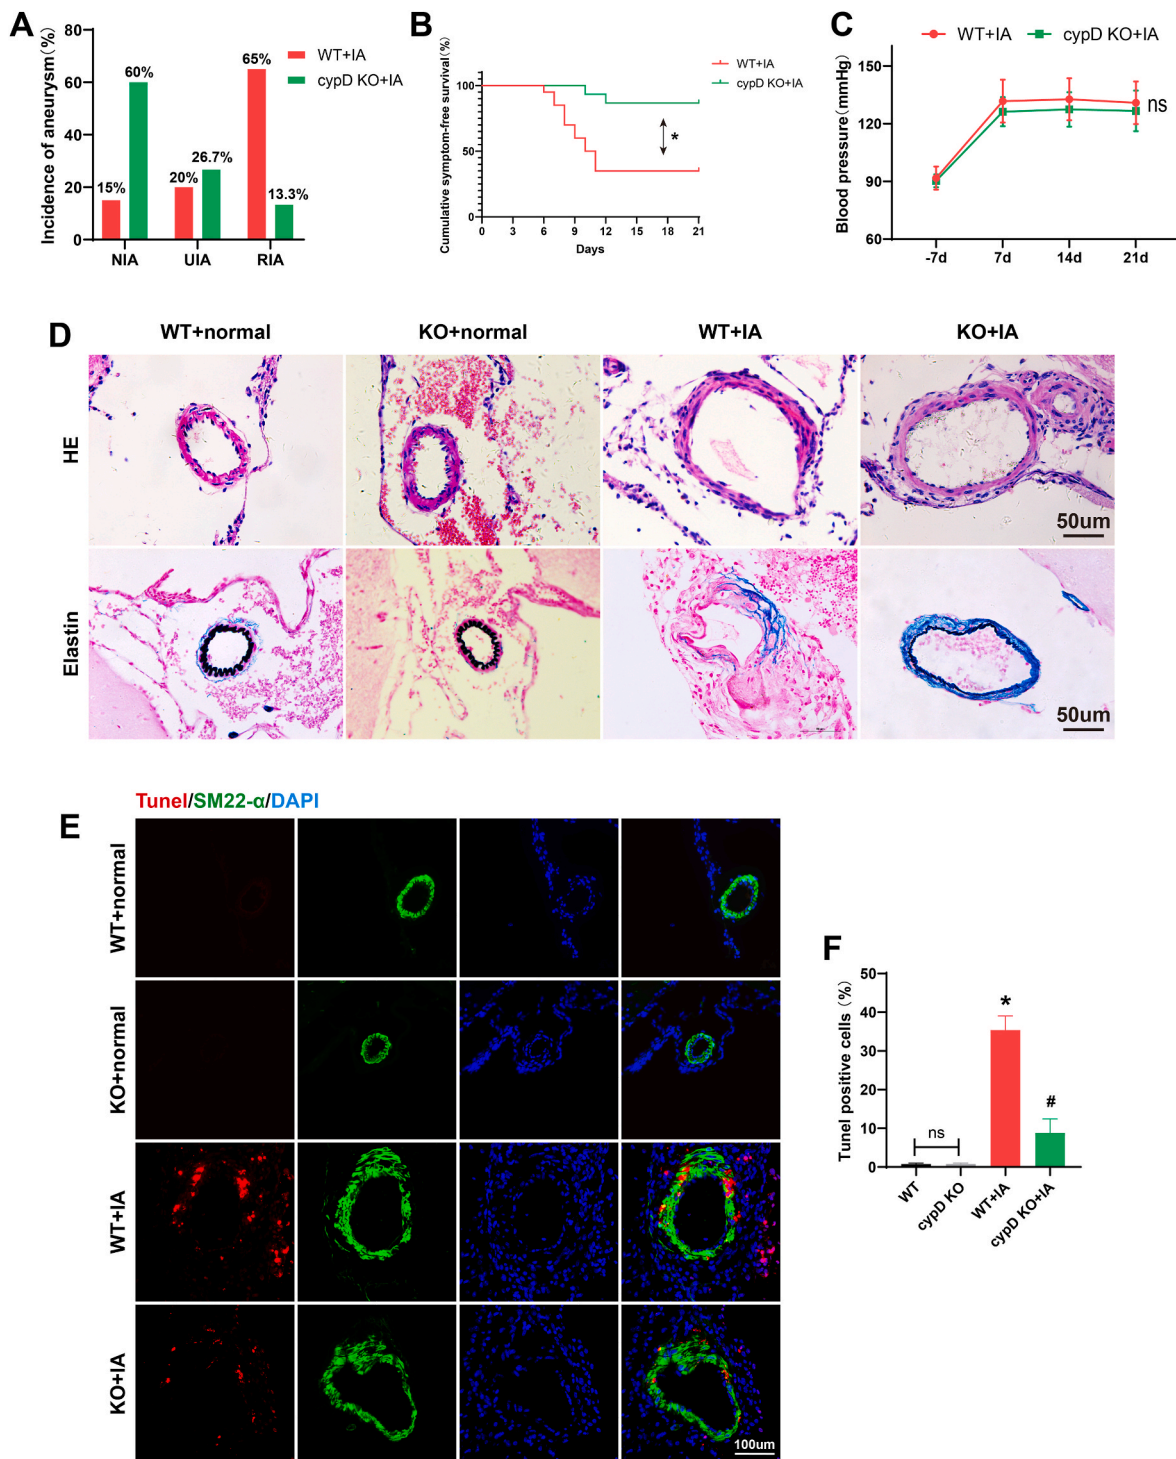 A
Incidence of aneurysm(%)
80
60
40
20
0
15%
60%
20%
26.7%
65%
13.3%
NIA
UIA
RIA
WT+IA
cypD KO+IA
B
Cumulative symptom-free survival(%)
100
50
0
0 3 6 9 12 15 18 21
Days
WT+IA
cypD KO+IA
*
C
WT+IA
cypD KO+IA
Blood pressure(mmHg)
150
120
90
60
-7d 7d 14d 21d
ns
D
WT+normal
KO+normal
WT+IA
KO+IA
HE
50um
Elastin
50um
E
Tunel/SM22-α/DAPI
WT+normal
KO+normal
WT+IA
KO+IA
100um
F
Tunel positive cells (%)
50
40
30
20
10
0
ns
*
#
WT
cypD KO
WT+IA
cypD KO+IA